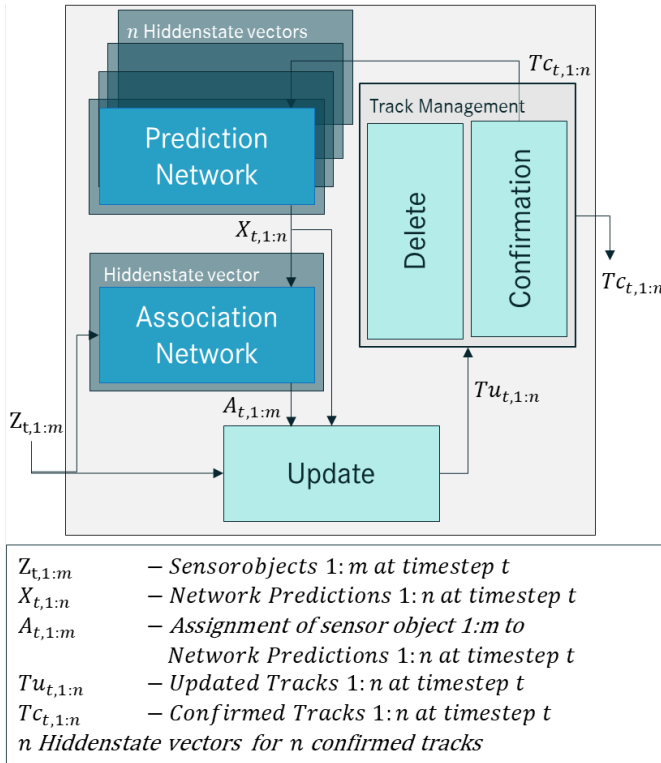 n Hiddenstate vectors
Tc_{t,1:n}
Track Management
Prediction
Network
Delete
Confirmation
X_{t,1:n}
Hiddenstate vector
Association
Network
Tc_{t,1:n}
A_{t,1:m}
Tu_{t,1:n}
Z_{t,1:m}
Update
Z_{t,1:m} – Sensorobjects 1: m at timestep t
X_{t,1:n} – Network Predictions 1: n at timestep t
A_{t,1:m} – Assignment of sensor object 1:m to
Network Predictions 1: n at timestep t
Tu_{t,1:n} – Updated Tracks 1: n at timestep t
Tc_{t,1:n} – Confirmed Tracks 1: n at timestep t
n Hiddenstate vectors for n confirmed tracks